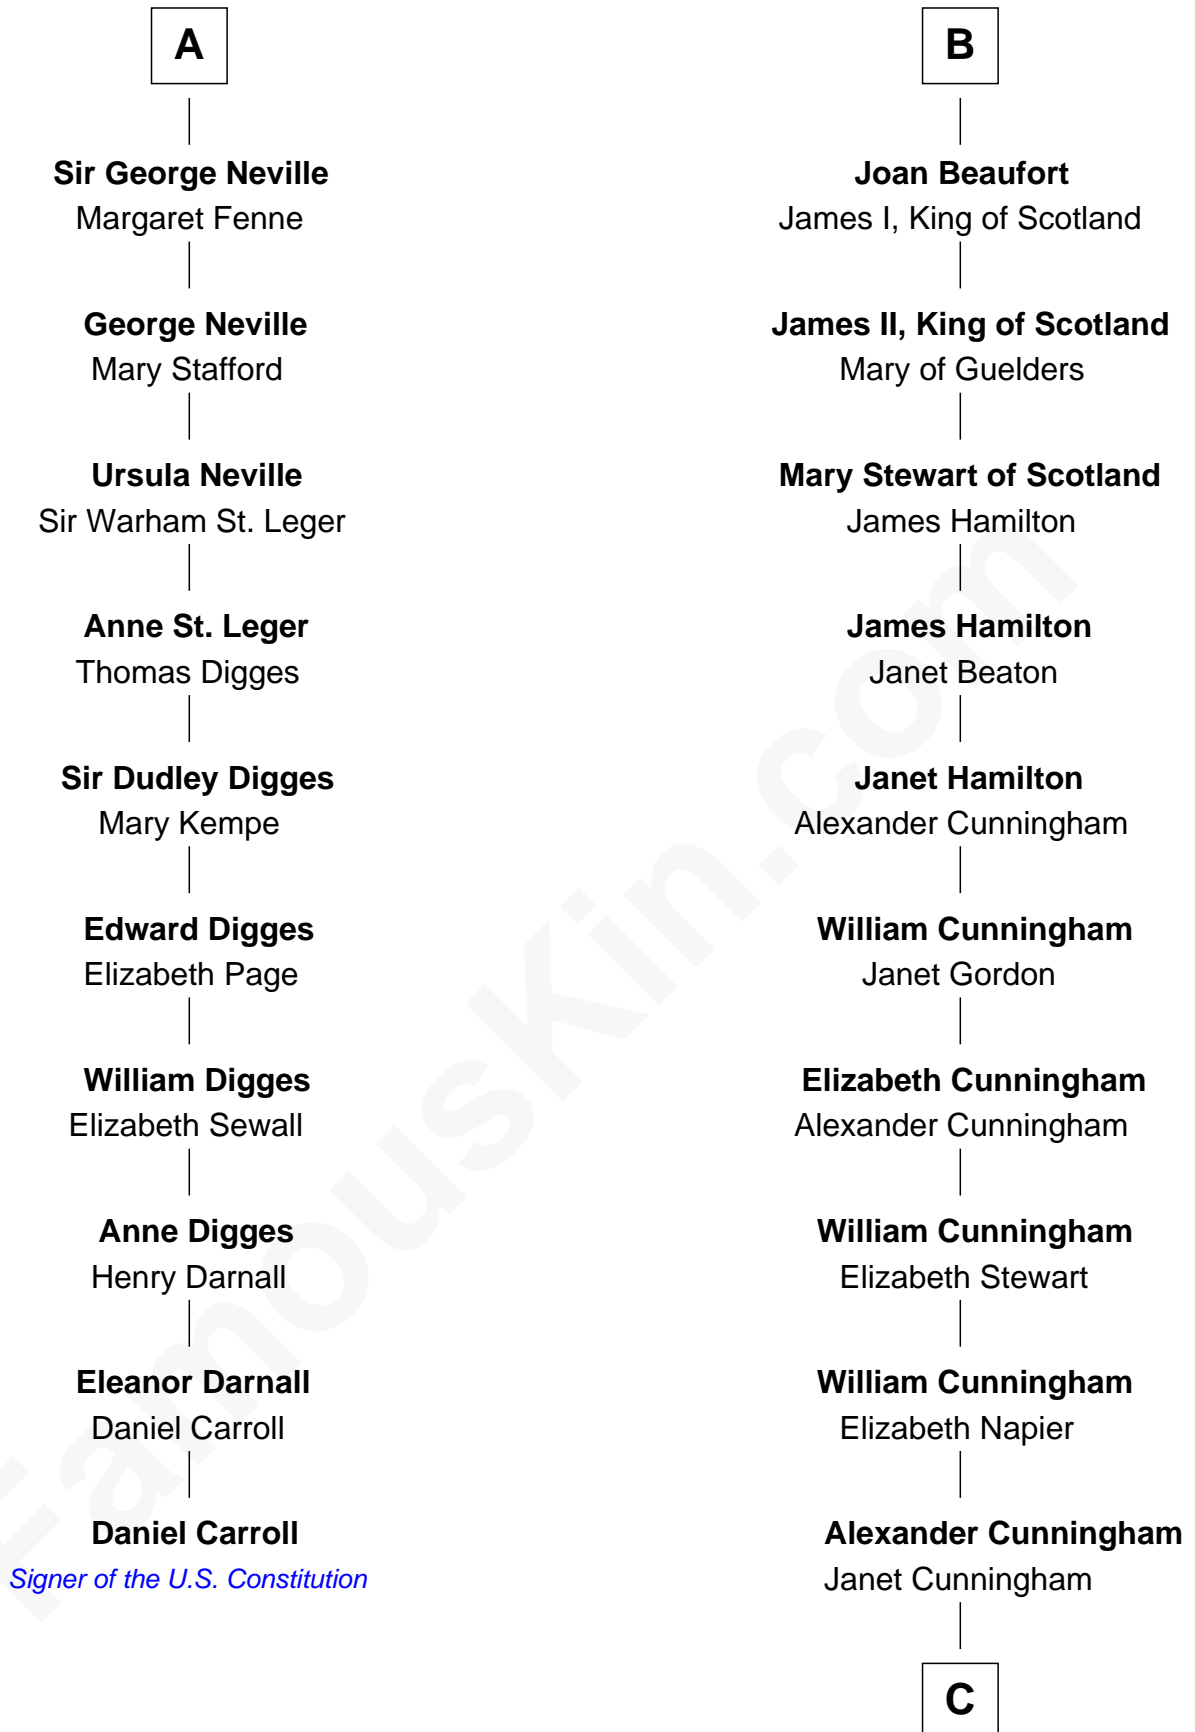 A
Sir George Neville
Margaret Fenne
George Neville
Mary Stafford
Ursula Neville
Sir Warham St. Leger
Anne St. Leger
Thomas Digges
Sir Dudley Digges
Mary Kempe
Edward Digges
Elizabeth Page
William Digges
Elizabeth Sewall
Anne Digges
Henry Darnall
Eleanor Darnall
Daniel Carroll
Daniel Carroll
Signer of the U.S. Constitution
B
Joan Beaufort
James I, King of Scotland
James II, King of Scotland
Mary of Guelders
Mary Stewart of Scotland
James Hamilton
James Hamilton
Janet Beaton
Janet Hamilton
Alexander Cunningham
William Cunningham
Janet Gordon
Elizabeth Cunningham
Alexander Cunningham
William Cunningham
Elizabeth Stewart
William Cunningham
Elizabeth Napier
Alexander Cunningham
Janet Cunningham
C
FamousKin.com